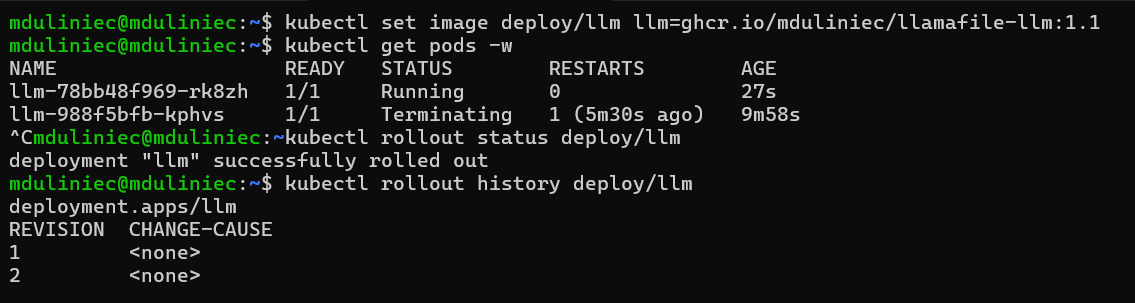 mduliniec@mduliniec:~$ kubectl set image deploy/llm llm=ghcr.io/mduliniec/llamafile-llm:1.1
mduliniec@mduliniec:~$ kubectl get pods -w
NAME                   READY   STATUS        RESTARTS        AGE
llm-78bb48f969-rk8zh   1/1     Running       0               27s
llm-988f5bfb-kphvs     1/1     Terminating   1 (5m30s ago)   9m58s
^Cmduliniec@mduliniec:~kubectl rollout status deploy/llm
deployment "llm" successfully rolled out
mduliniec@mduliniec:~$ kubectl rollout history deploy/llm
deployment.apps/llm
REVISION  CHANGE-CAUSE
1         <none>
2         <none>